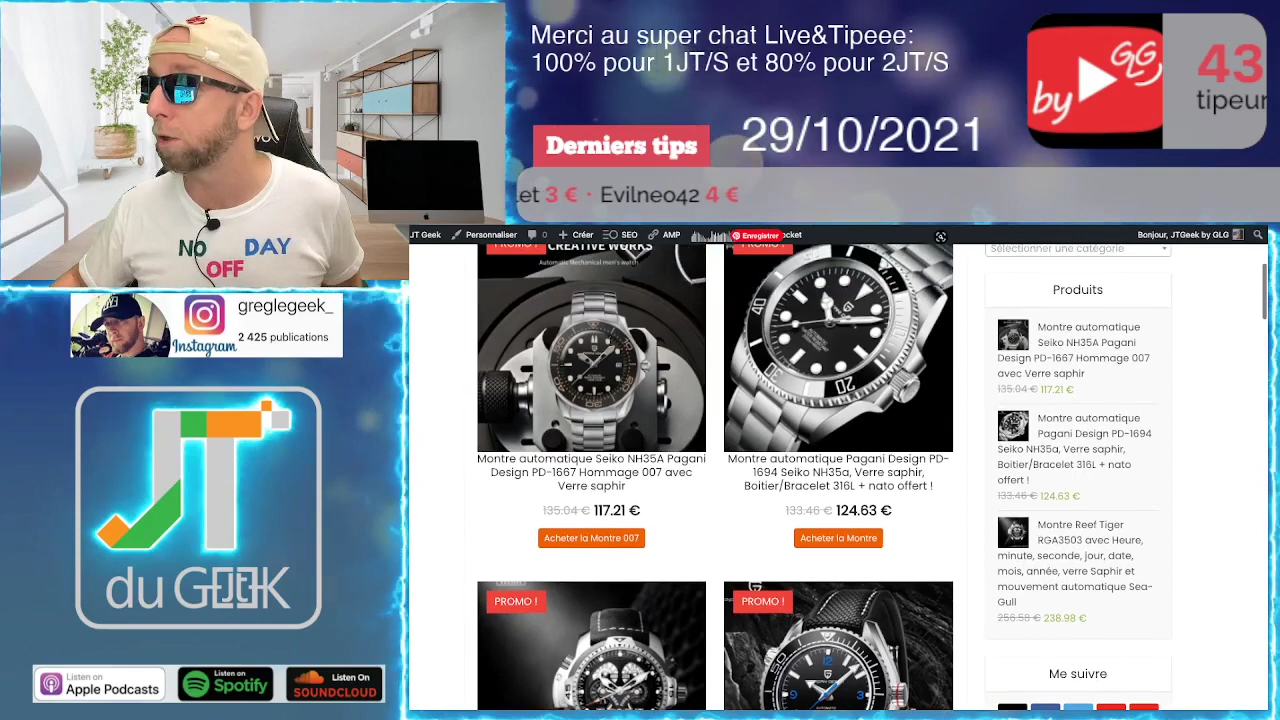 Merci au super chat Live&Tipeee:
100% pour 1JT/S et 80% pour 2JT/S
by GLG
43
tipeur
Derniers tips
29/10/2021
et 3 € · Evilneo42 4 €
NO DAY
OFF
greglegeek_
2 425 publications
Instagram
JT
du GEEK
Listen on
Apple Podcasts
Listen on
Spotify
Listen On
SOUNDCLOUD
JT Geek Personnaliser 0 Créer SEO AMP Enregistrer ocket Bonjour, JTGeek by GLG
PROMO !
CREATIVE WORKS
Automatic Mechanical men's watch
Montre automatique Seiko NH35A Pagani
Design PD-1667 Hommage 007 avec
Verre saphir
135.04 € 117.21 €
Acheter la Montre 007
PROMO !
Montre automatique Pagani Design PD-
1694 Seiko NH35a, Verre saphir,
Boitier/Bracelet 316L + nato offert !
133.46 € 124.63 €
Acheter la Montre
PROMO !
PROMO !
Sélectionner une catégorie
Produits
Montre automatique
Seiko NH35A Pagani
Design PD-1667 Hommage 007
avec Verre saphir
135.04 € 117.21 €
Montre automatique
Pagani Design PD-1694
Seiko NH35a, Verre saphir,
Boitier/Bracelet 316L + nato
offert !
133.46 € 124.63 €
Montre Reef Tiger
RGA3503 avec Heure,
minute, seconde, jour, date,
mois, année, verre Saphir et
mouvement automatique Sea-
Gull
256.58 € 238.98 €
Me suivre